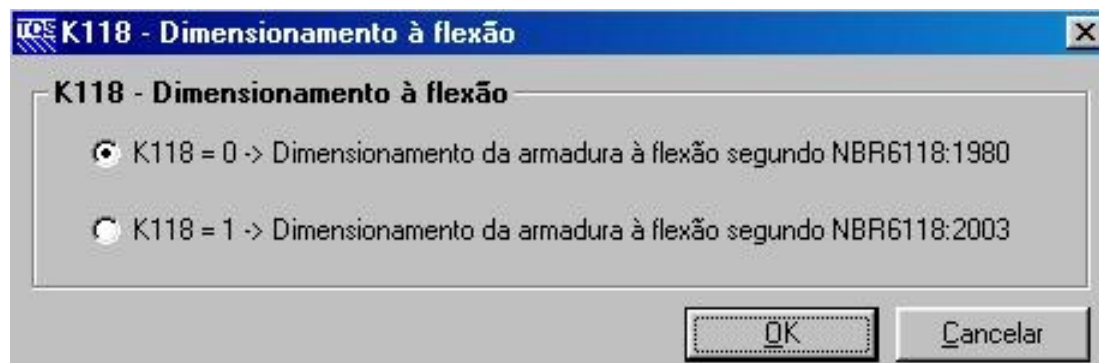 TQS K118 - Dimensionamento à flexão
K118 - Dimensionamento à flexão
K118 = 0 -> Dimensionamento da armadura à flexão segundo NBR6118:1980
K118 = 1 -> Dimensionamento da armadura à flexão segundo NBR6118:2003
OK Cancelar